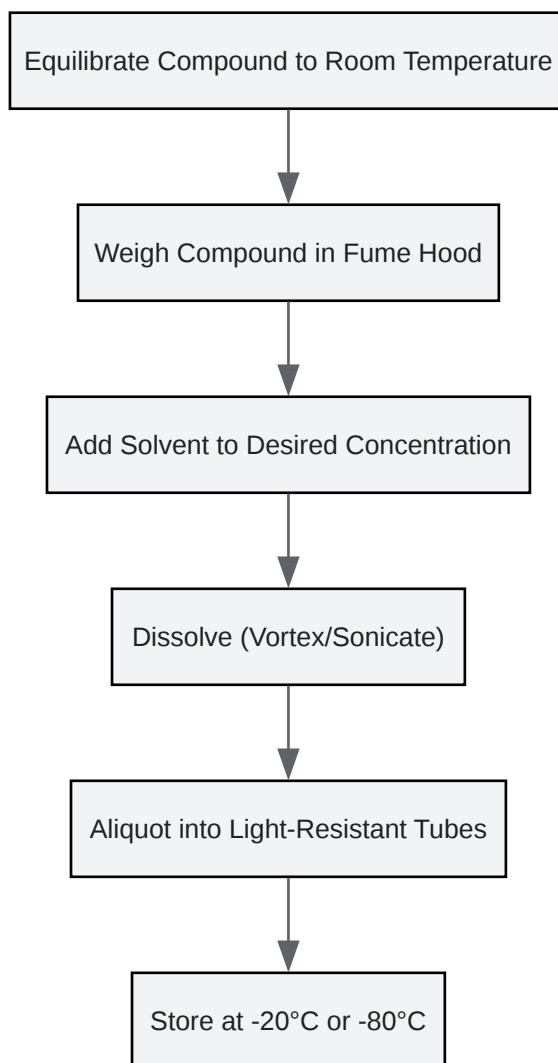 Equilibrate Compound to Room Temperature
Weigh Compound in Fume Hood
Add Solvent to Desired Concentration
Dissolve (Vortex/Sonicate)
Aliquot into Light-Resistant Tubes
Store at -20°C or -80°C